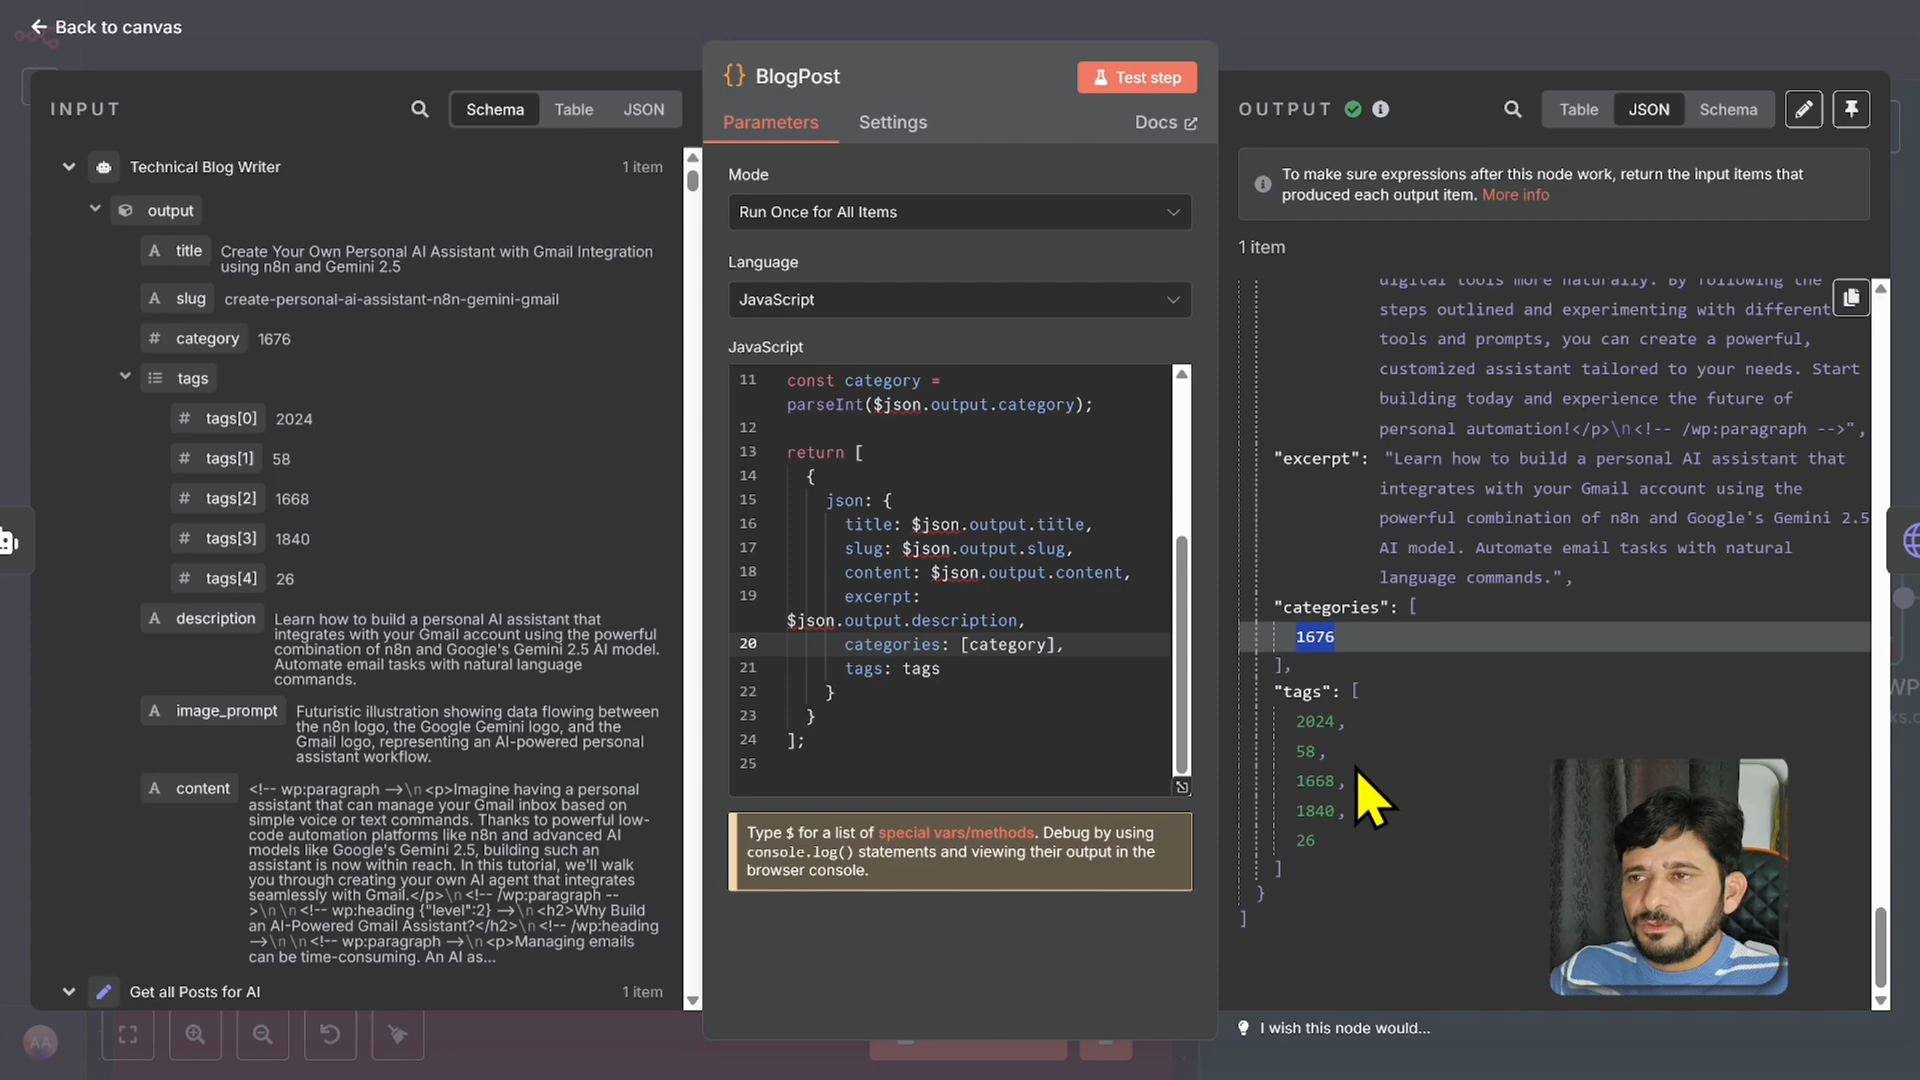 Back to canvas
INPUT
Schema
Table
JSON
Technical Blog Writer
1 item
output
A title
Create Your Own Personal AI Assistant with Gmail Integration
using n8n and Gemini 2.5
A slug
create-personal-ai-assistant-n8n-gemini-gmail
# category
1676
tags
# tags[0]
2024
# tags[1]
58
# tags[2]
1668
# tags[3]
1840
# tags[4]
26
A description
Learn how to build a personal AI assistant that
integrates with your Gmail account using the powerful
combination of n8n and Google's Gemini 2.5 AI model.
Automate email tasks with natural language
commands.
A image_prompt
Futuristic illustration showing data flowing between
the n8n logo, the Google Gemini logo, and the
Gmail logo, representing an AI-powered personal
assistant workflow.
A content
<!-- wp:paragraph -->\n<p>Imagine having a personal
assistant that can manage your Gmail inbox based on
simple voice or text commands. Thanks to powerful low-
code automation platforms like n8n and advanced AI
models like Google's Gemini 2.5, building such an
assistant is now within reach. In this tutorial, we'll walk
you through creating your own AI agent that integrates
seamlessly with Gmail.</p>\n<!-- /wp:paragraph --
>\n\n<!-- wp:heading {"level":2} -->\n<h2>Why Build
an AI-Powered Gmail Assistant?</h2>\n<!-- /wp:heading
-->\n\n<!-- wp:paragraph -->\n<p>Managing emails
can be time-consuming. An AI as...
Get all Posts for AI
1 item
AA
{} BlogPost
Test step
Parameters
Settings
Docs
Mode
Run Once for All Items
Language
JavaScript
JavaScript
11 const category =
parseInt($json.output.category);
12
13 return [
14 {
15 json: {
16 title: $json.output.title,
17 slug: $json.output.slug,
18 content: $json.output.content,
19 excerpt:
$json.output.description,
20 categories: [category],
21 tags: tags
22 }
23 }
24 ];
25
Type $ for a list of special vars/methods. Debug by using
console.log() statements and viewing their output in the
browser console.
OUTPUT
Table
JSON
Schema
To make sure expressions after this node work, return the input items that
produced each output item. More info
1 item
digital tools more naturally. By following the
steps outlined and experimenting with different
tools and prompts, you can create a powerful,
customized assistant tailored to your needs. Start
building today and experience the future of
personal automation!</p>\n<!-- /wp:paragraph -->",
"excerpt": "Learn how to build a personal AI assistant that
integrates with your Gmail account using the
powerful combination of n8n and Google's Gemini 2.5
AI model. Automate email tasks with natural
language commands.",
"categories": [
1676
],
"tags": [
2024,
58,
1668,
1840,
26
]
}
]
I wish this node would...
WP